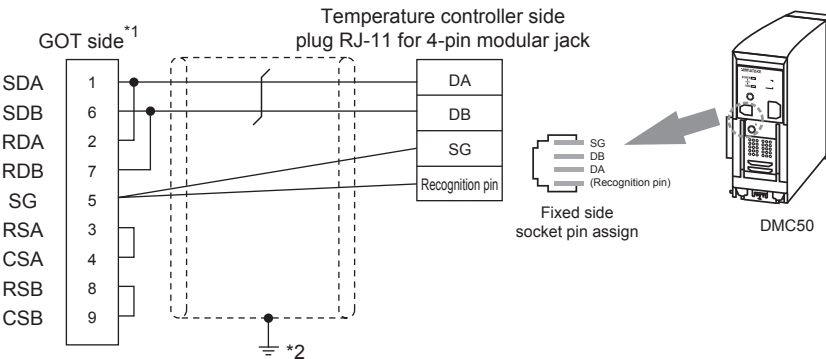 Temperature controller side
GOT side*1 plug RJ-11 for 4-pin modular jack
SDA 1 DA
SDB 6 DB
RDA 2 SG
RDB 7 Recognition pin
SG 5
RSA 3
CSA 4
RSB 8
CSB 9
*2
SG
DB
DA
(Recognition pin)
Fixed side
socket pin assign
DMC50